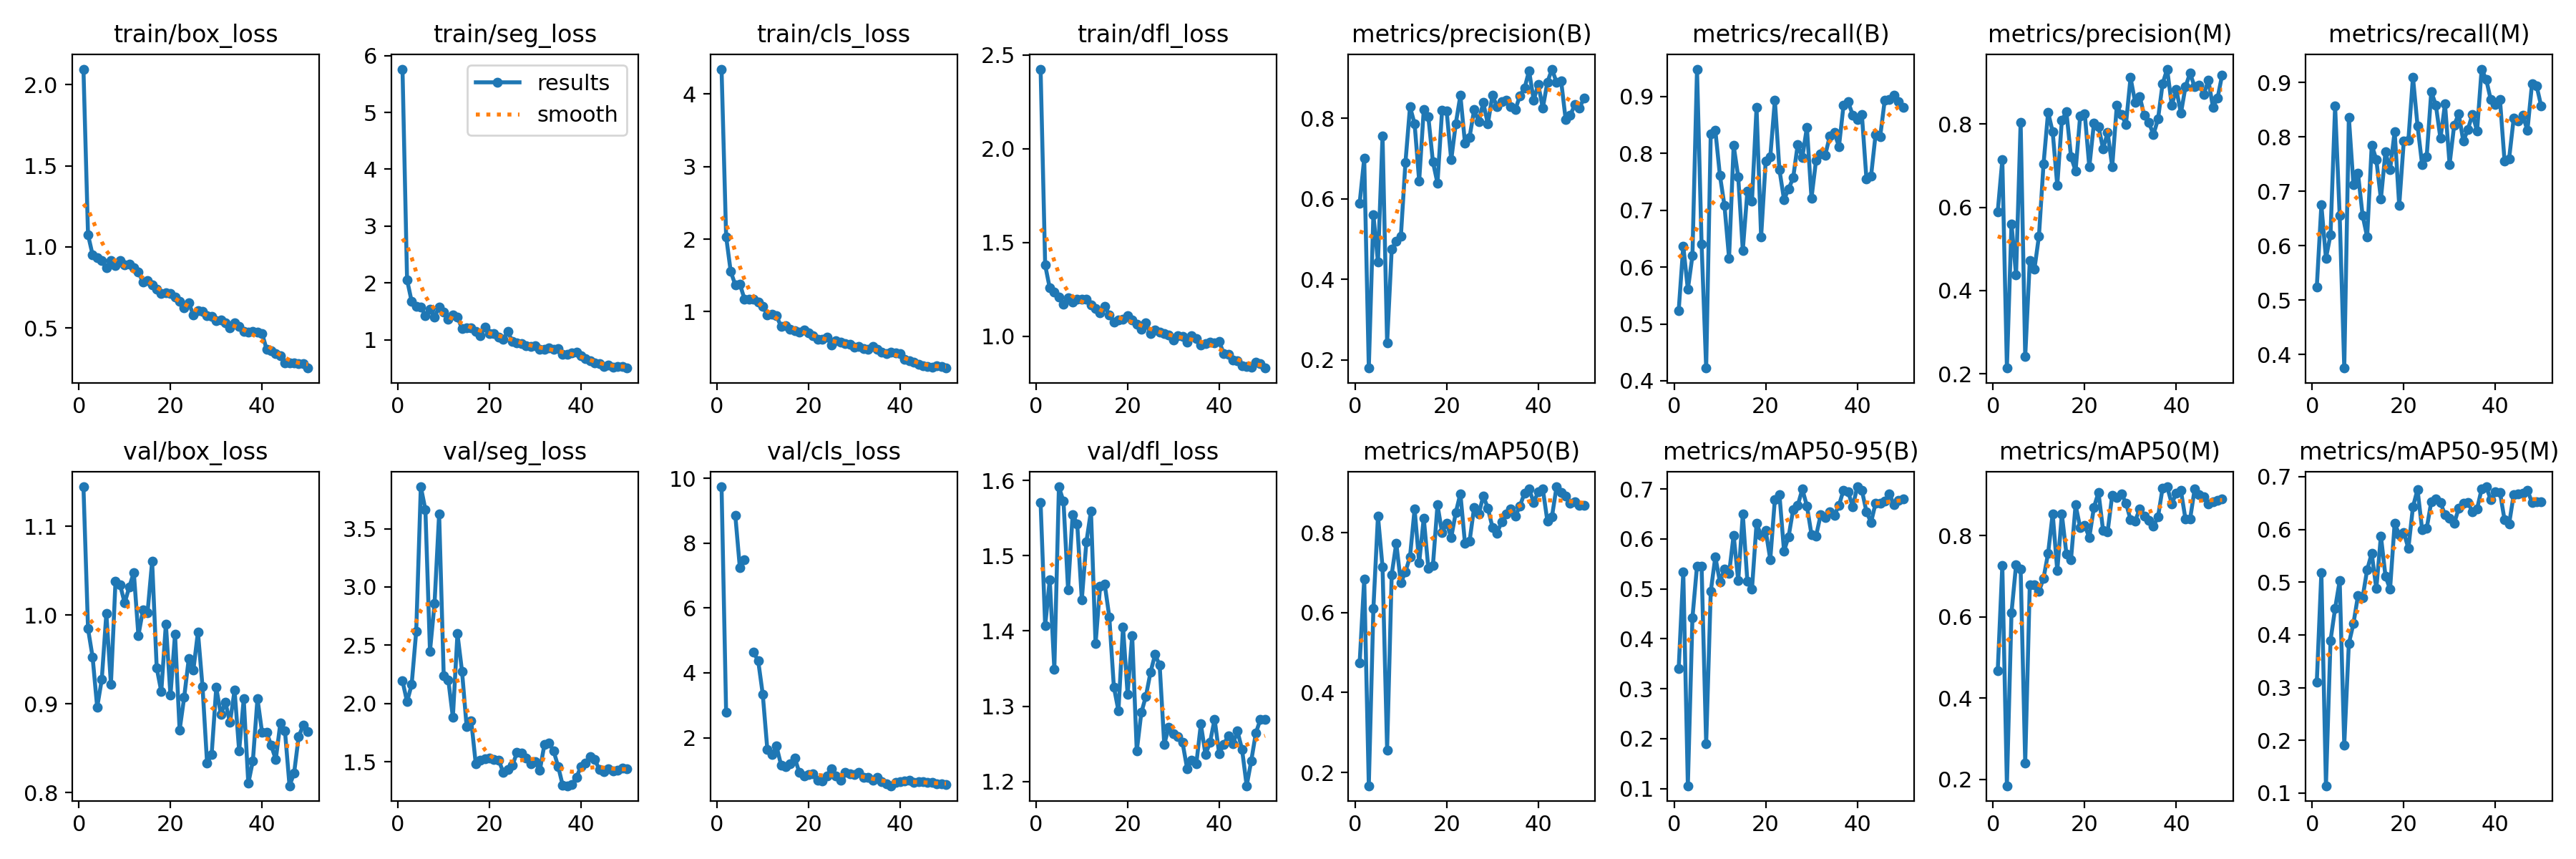 train/box_loss
train/seg_loss
train/cls_loss
train/dfl_loss
metrics/precision(B)
metrics/recall(B)
metrics/precision(M)
metrics/recall(M)
2.0
1.5
1.0
0.5
0 20 40
6
5
4
3
2
1
0 20 40
results
smooth
4
3
2
1
0 20 40
2.5
2.0
1.5
1.0
0 20 40
0.8
0.6
0.4
0.2
0 20 40
0.9
0.8
0.7
0.6
0.5
0.4
0 20 40
0.8
0.6
0.4
0.2
0 20 40
0.9
0.8
0.7
0.6
0.5
0.4
0 20 40
val/box_loss
val/seg_loss
val/cls_loss
val/dfl_loss
metrics/mAP50(B)
metrics/mAP50-95(B)
metrics/mAP50(M)
metrics/mAP50-95(M)
1.1
1.0
0.9
0.8
0 20 40
3.5
3.0
2.5
2.0
1.5
0 20 40
10
8
6
4
2
0 20 40
1.6
1.5
1.4
1.3
1.2
0 20 40
0.8
0.6
0.4
0.2
0 20 40
0.7
0.6
0.5
0.4
0.3
0.2
0.1
0 20 40
0.8
0.6
0.4
0.2
0 20 40
0.7
0.6
0.5
0.4
0.3
0.2
0.1
0 20 40